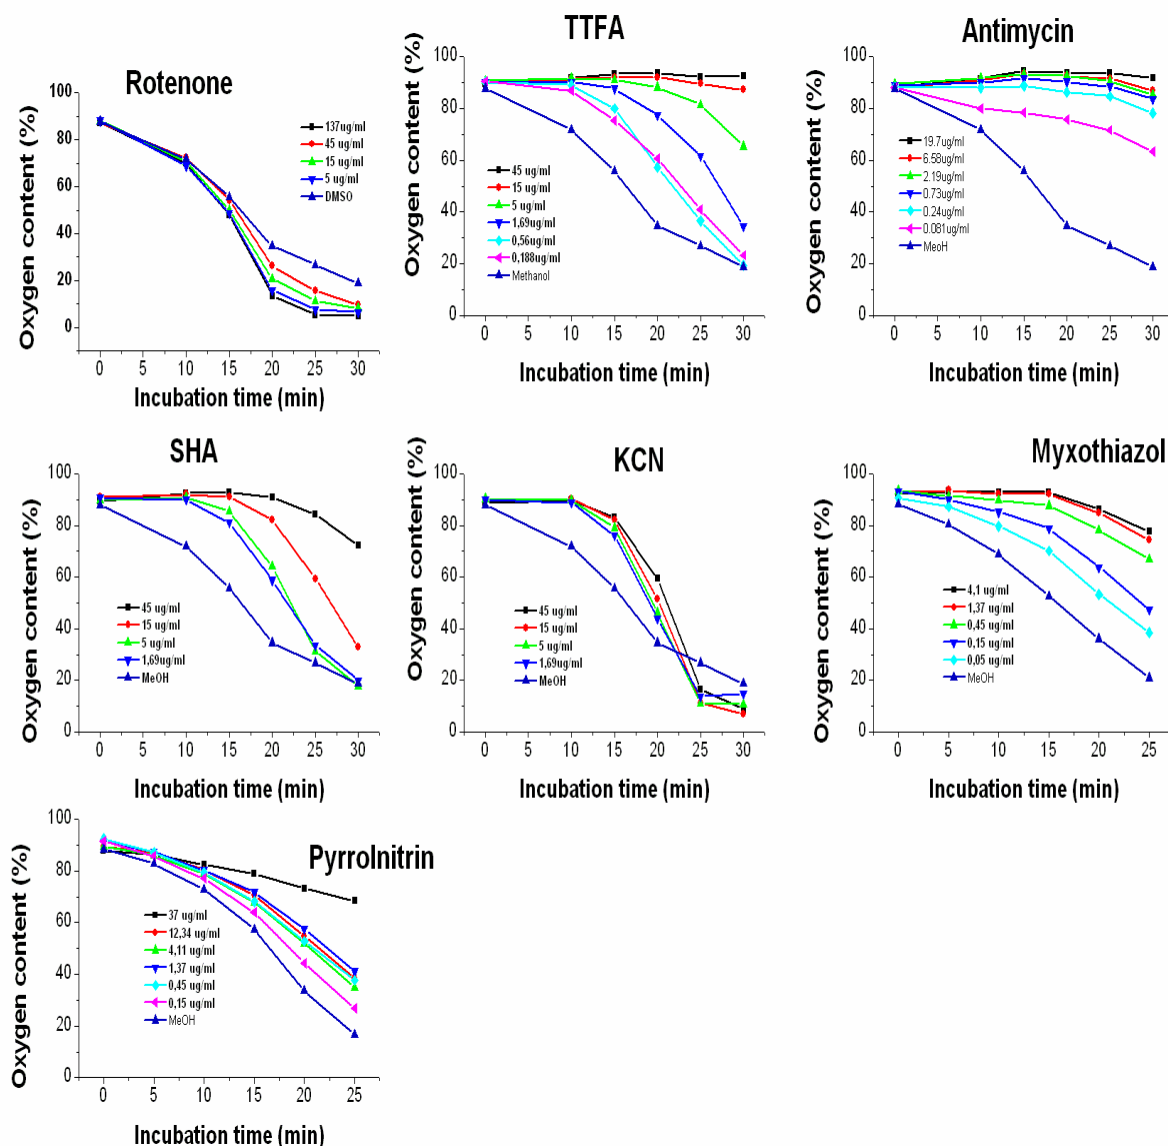 Rotenone
Oxygen content (%)
100
80
60
40
20
0
137ug/ml
45 ug/ml
15 ug/ml
5 ug/ml
DMSO
0 5 10 15 20 25 30
Incubation time (min)
TTFA
Oxygen content (%)
100
80
60
40
20
0
45 ug/ml
15 ug/ml
5 ug/ml
1,69ug/ml
0,56ug/ml
0,188ug/ml
Methanol
0 5 10 15 20 25 30
Incubation time (min)
Antimycin
Oxygen content (%)
100
80
60
40
20
0
19.7ug/ml
6.58ug/ml
2.19ug/ml
0.73ug/ml
0.24ug/ml
0.081ug/ml
MeoH
0 5 10 15 20 25 30
Incubation time (min)
SHA
Oxygen content (%)
100
80
60
40
20
0
45 ug/ml
15 ug/ml
5 ug/ml
1,69ug/ml
MeOH
0 5 10 15 20 25 30
Incubation time (min)
KCN
Oxygen content (%)
100
80
60
40
20
0
45 ug/ml
15 ug/ml
5 ug/ml
1,69ug/ml
MeOH
0 5 10 15 20 25 30
Incubation time (min)
Myxothiazol
Oxygen content (%)
100
80
60
40
20
0
4,1 ug/ml
1,37 ug/ml
0,45 ug/ml
0,15 ug/ml
0,05 ug/ml
MeOH
0 5 10 15 20 25
Incubation time (min)
Pyrrolnitrin
Oxygen content (%)
100
80
60
40
20
0
37 ug/ml
12,34 ug/ml
4,11 ug/ml
1,37 ug/ml
0,45 ug/ml
0,15 ug/ml
MeOH
0 5 10 15 20 25
Incubation time (min)